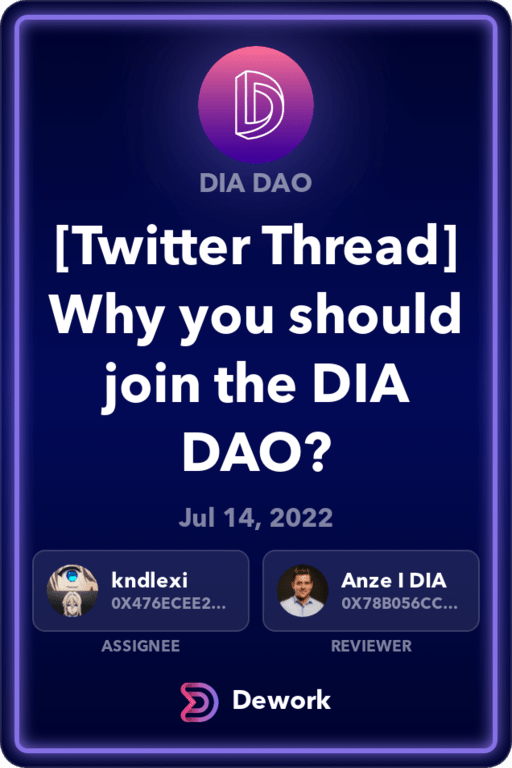 DIA DAO
[Twitter Thread]
Why you should
join the DIA
DAO?
Jul 14, 2022
kndlexi
0X476ECEE2...
Anze I DIA
0X78B056CC...
ASSIGNEE
REVIEWER
Dework